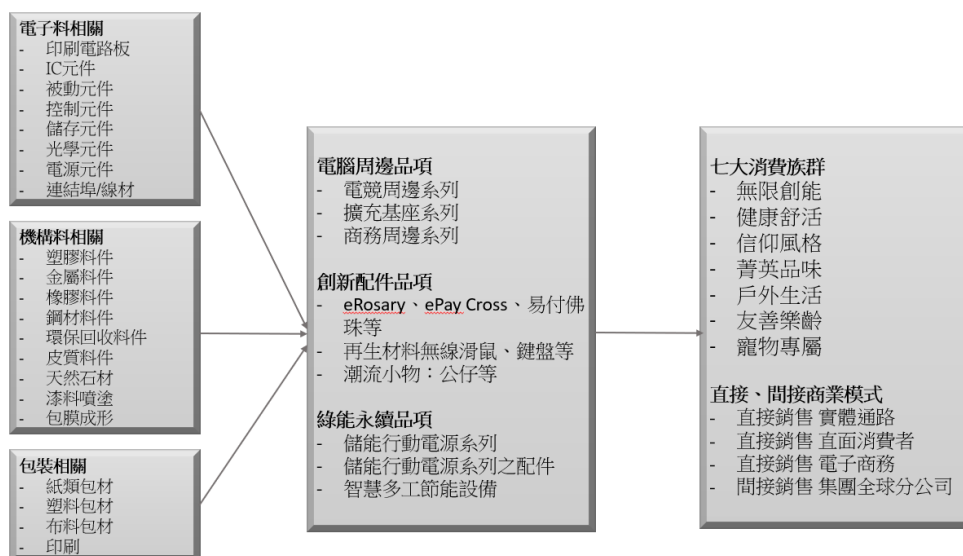 電子料相關
- 印刷電路板
- IC元件
- 被動元件
- 控制元件
- 儲存元件
- 光學元件
- 電源元件
- 連結埠/線材
機構料相關
- 塑膠料件
- 金屬料件
- 橡膠料件
- 鋼材料件
- 環保回收料件
- 皮質料件
- 天然石材
- 漆料噴塗
- 包膜成形
包裝相關
- 紙類包材
- 塑料包材
- 布料包材
- 印刷
電腦周邊品項
- 電競周邊系列
- 擴充基座系列
- 商務周邊系列
創新配件品項
- eRosary、ePay Cross、易付佛
珠等
- 再生材料無線滑鼠、鍵盤等
- 潮流小物：公仔等
綠能永續品項
- 儲能行動電源系列
- 儲能行動電源系列之配件
- 智慧多工節能設備
七大消費族群
- 無限創能
- 健康舒活
- 信仰風格
- 菁英品味
- 戶外生活
- 友善樂齡
- 寵物專屬
直接、間接商業模式
- 直接銷售 實體通路
- 直接銷售 直面消費者
- 直接銷售 電子商務
- 間接銷售 集團全球分公司